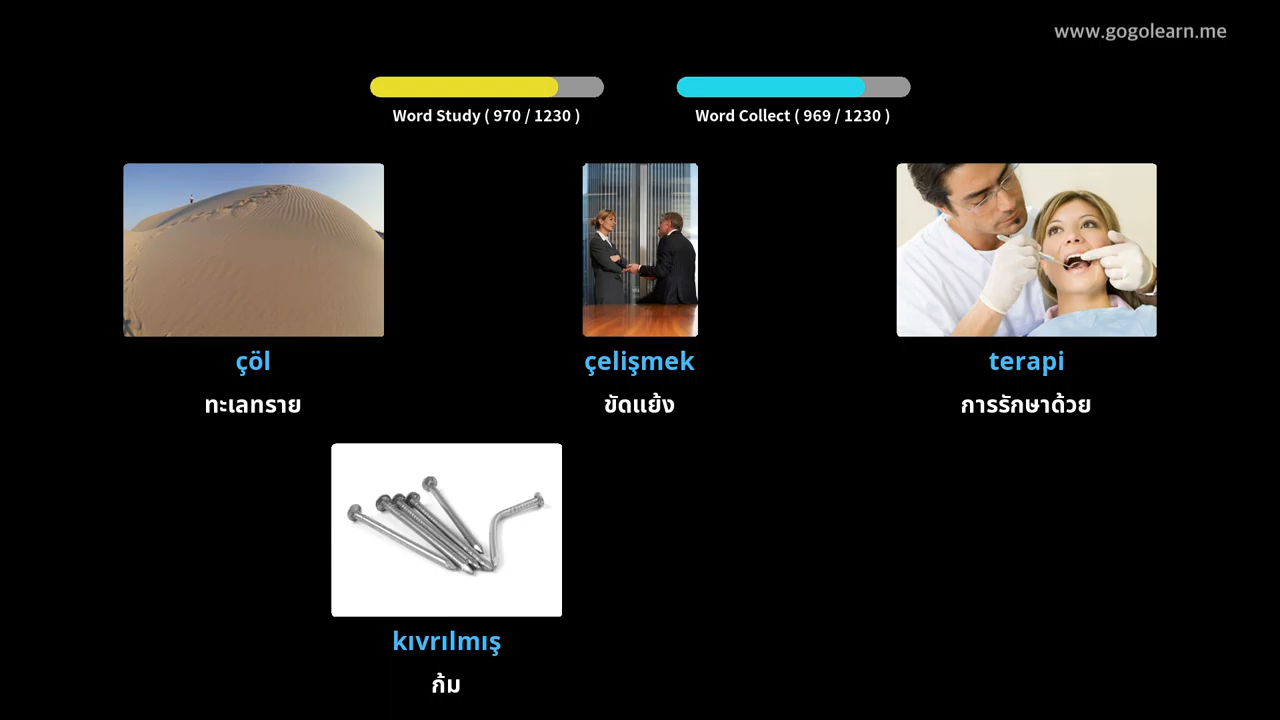 www.gogolearn.me
Word Study ( 970 / 1230 )
Word Collect ( 969 / 1230 )
çöl
ทะเลทราย
çelişmek
ขัดแย้ง
terapi
การรักษาด้วย
kıvrılmış
ก้ม